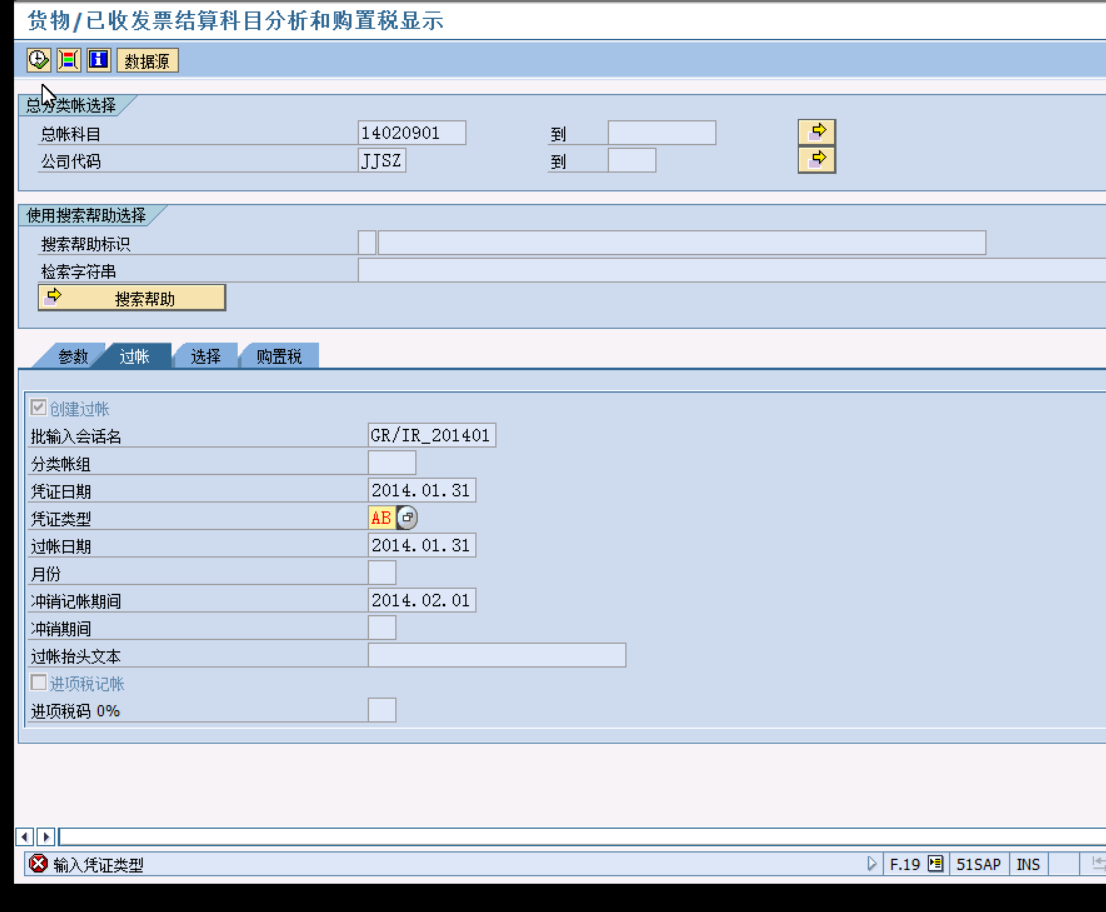 货物/已收发票结算科目分析和购置税显示
数据源
总分类帐选择
总帐科目 14020901 到
公司代码 JJSZ 到
使用搜索帮助选择
搜索帮助标识
检索字符串
搜索帮助
参数 过帐 选择 购置税
创建过帐
批输入会话名 GR/IR_201401
分类帐组
凭证日期 2014.01.31
凭证类型 AB
过帐日期 2014.01.31
月份
冲销记帐期间 2014.02.01
冲销期间
过帐抬头文本
进项税记帐
进项税码 0%
输入凭证类型 F.19 51SAP INS